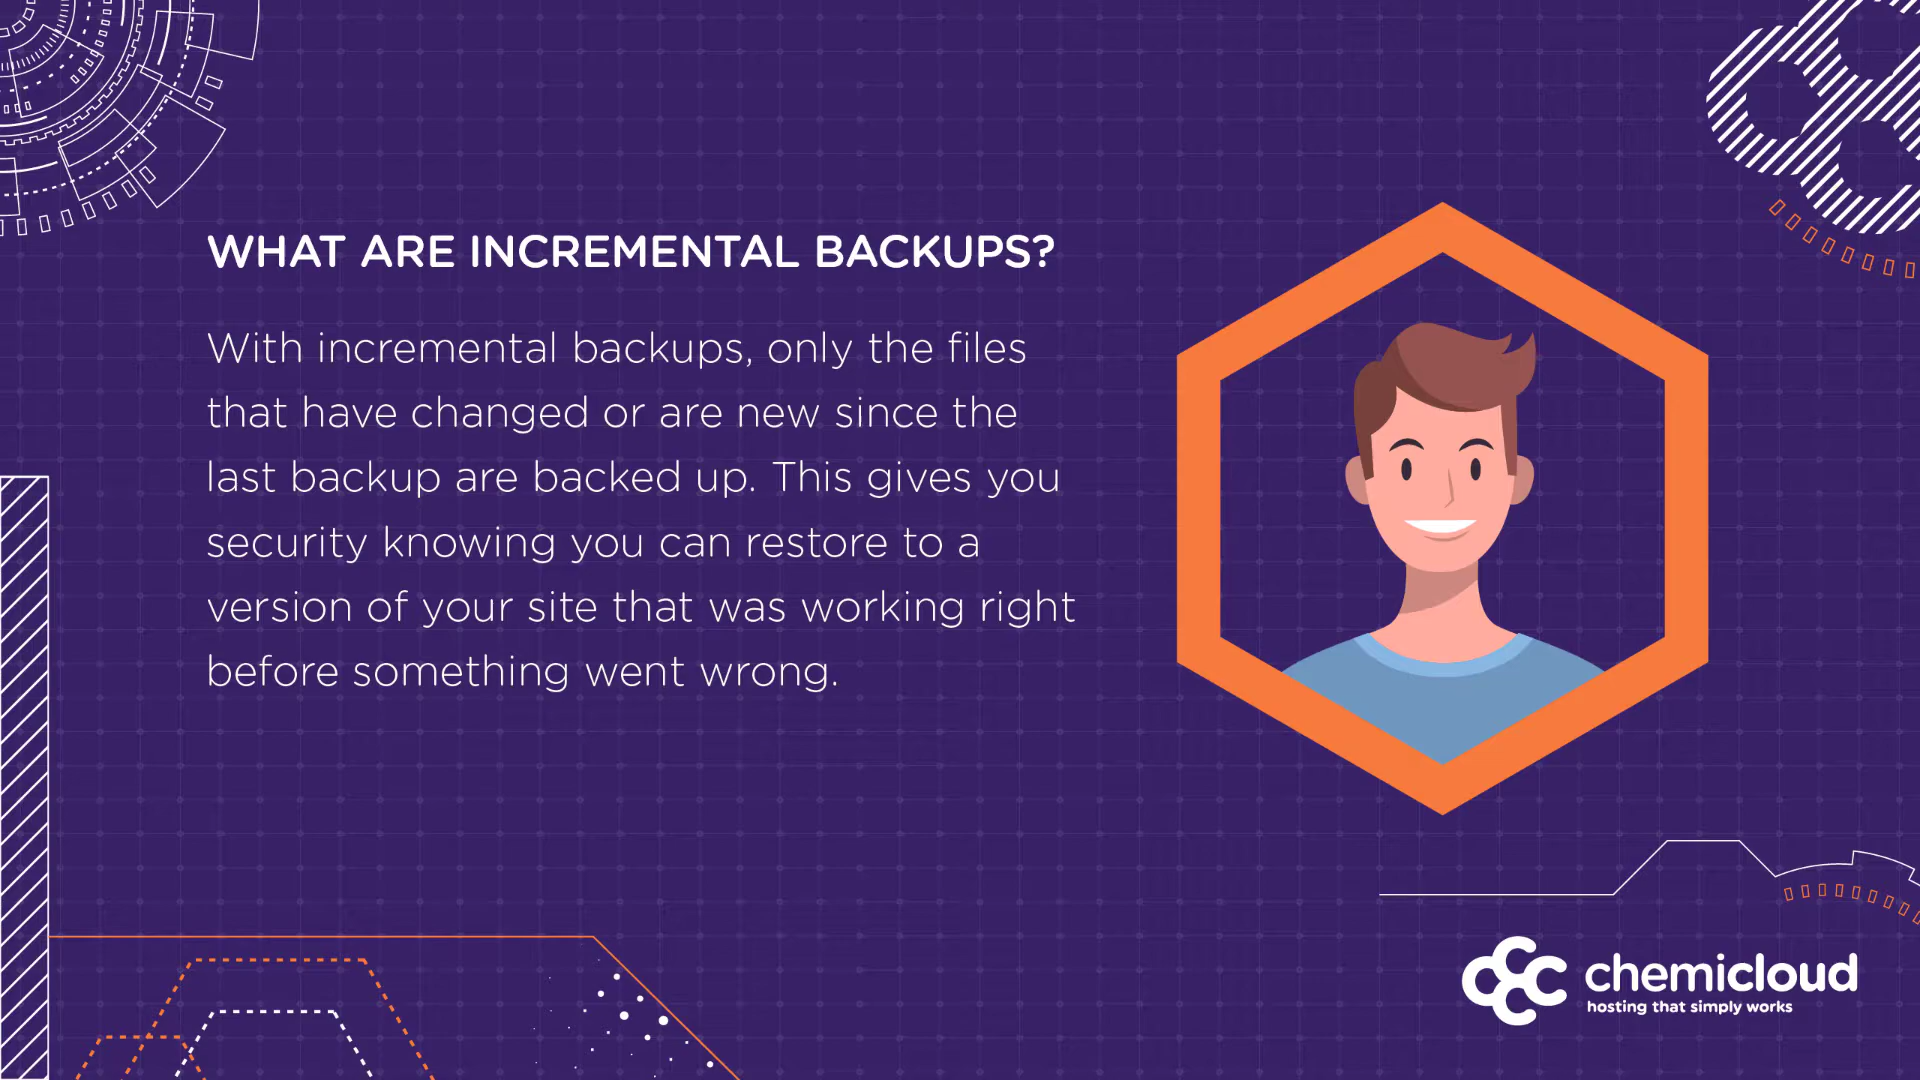 WHAT ARE INCREMENTAL BACKUPS?
With incremental backups, only the files
that have changed or are new since the
last backup are backed up. This gives you
security knowing you can restore to a
version of your site that was working right
before something went wrong.
chemicloud
hosting that simply works